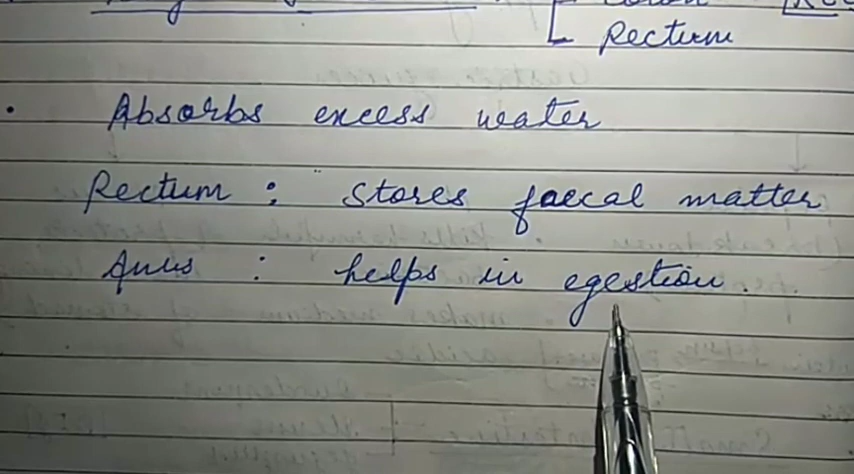 Rectum
• Absorbs excess water
Rectum : Stores faecal matter
Anus : helps in egestion.